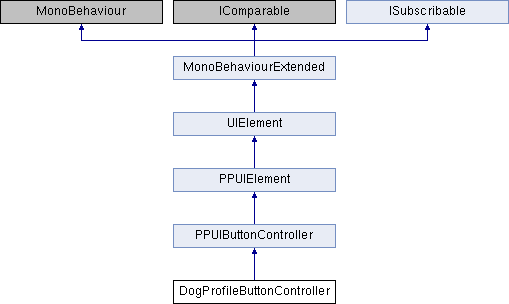 MonoBehaviour
IComparable
ISubscribable
MonoBehaviourExtended
UIElement
PPUIElement
PPUIButtonController
DogProfileButtonController